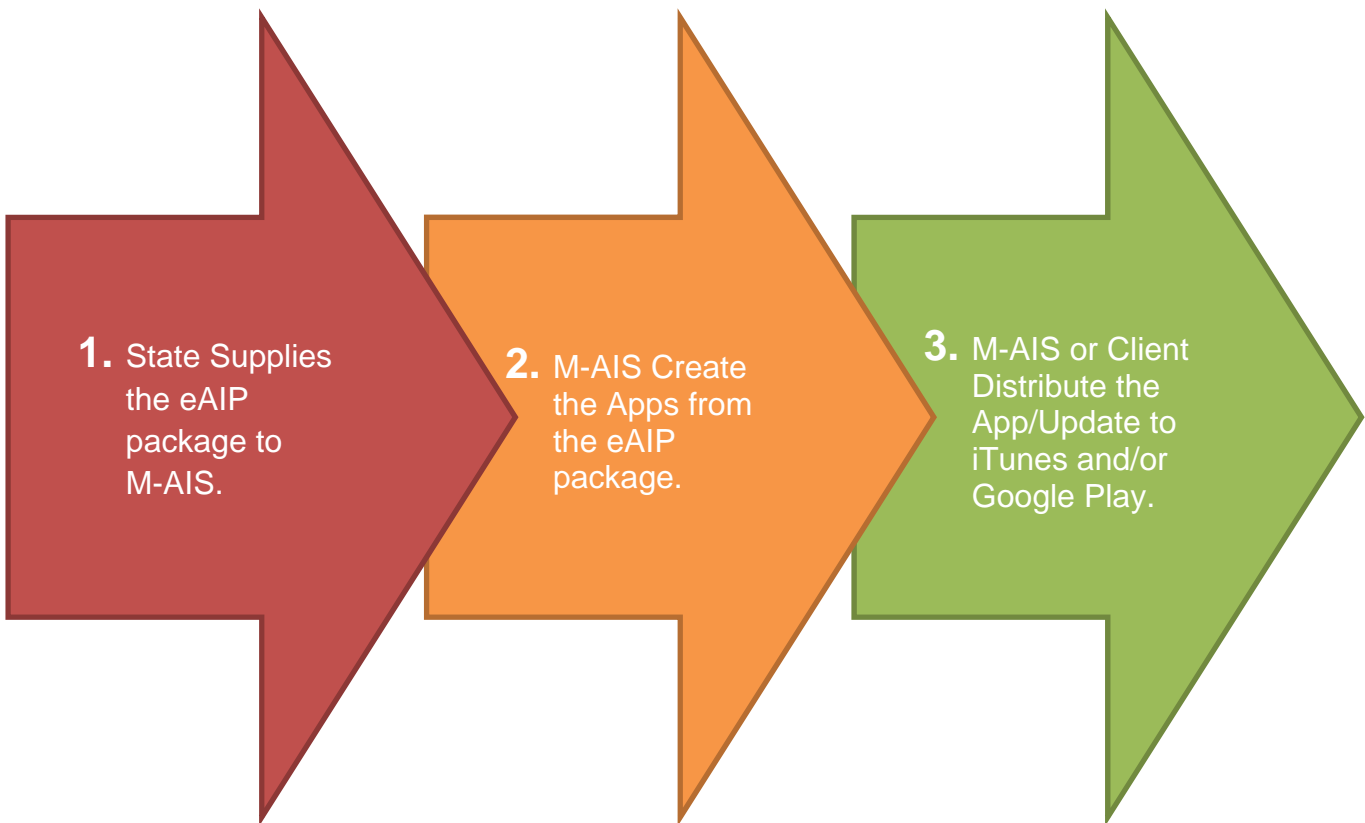 1. State Supplies
the eAIP
package to
M-AIS.
2. M-AIS Create
the Apps from
the eAIP
package.
3. M-AIS or Client
Distribute the
App/Update to
iTunes and/or
Google Play.